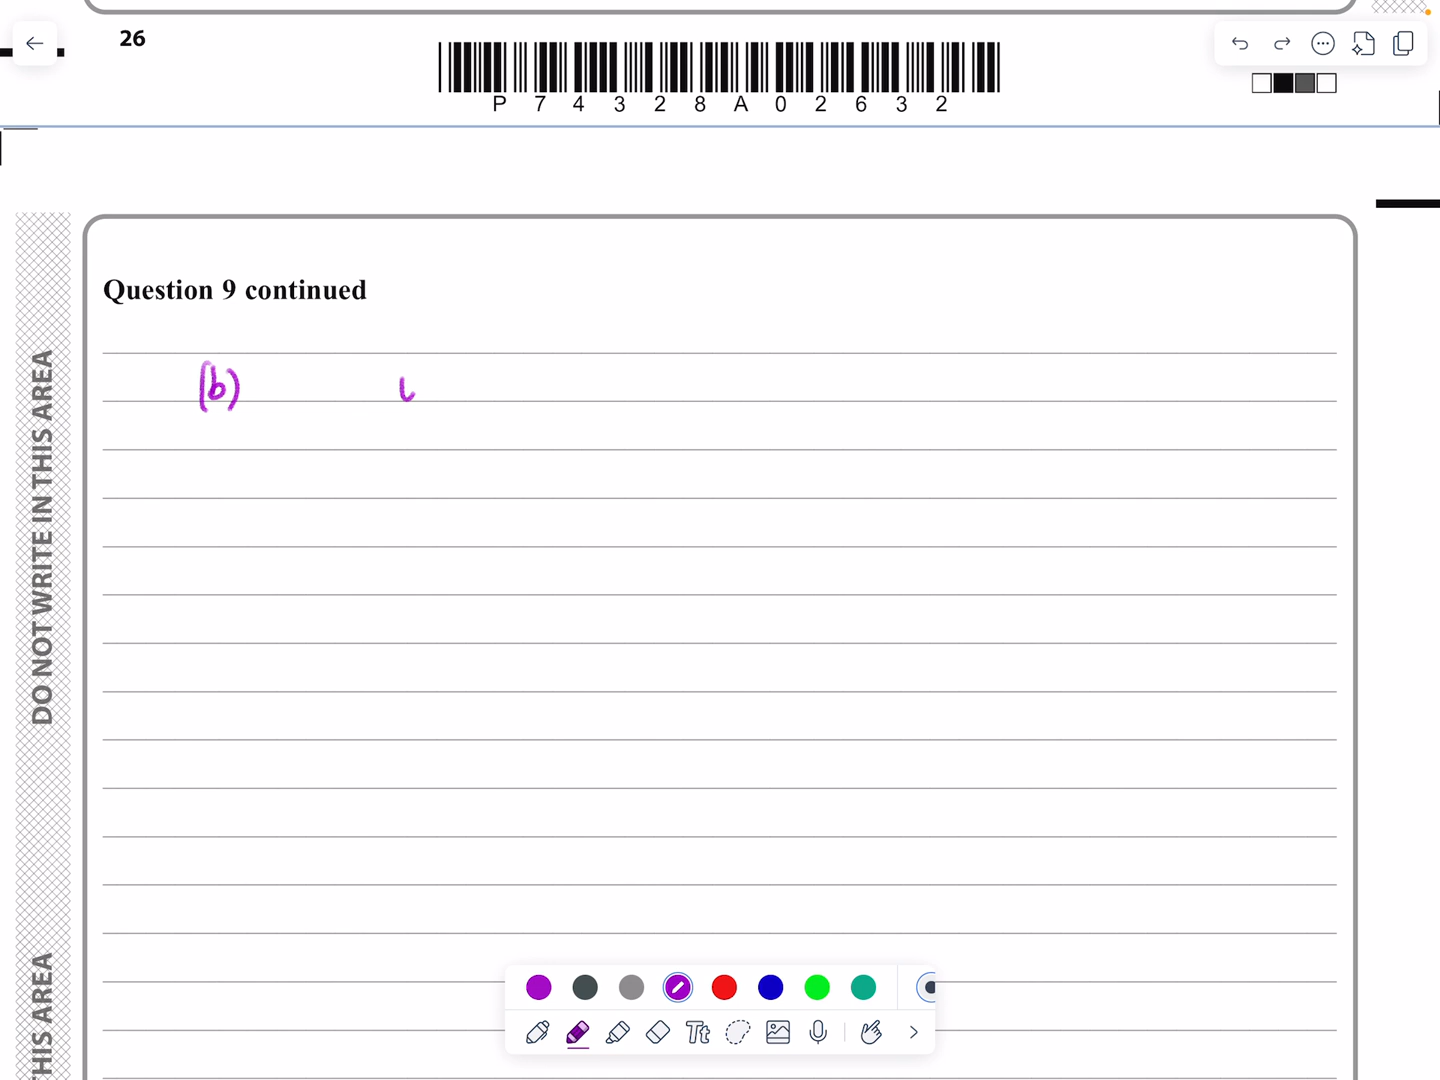 26
P 7 4 3 2 8 A 0 2 6 3 2
DO NOT WRITE IN THIS AREA
Question 9 continued
(b)
HIS AREA
Tt